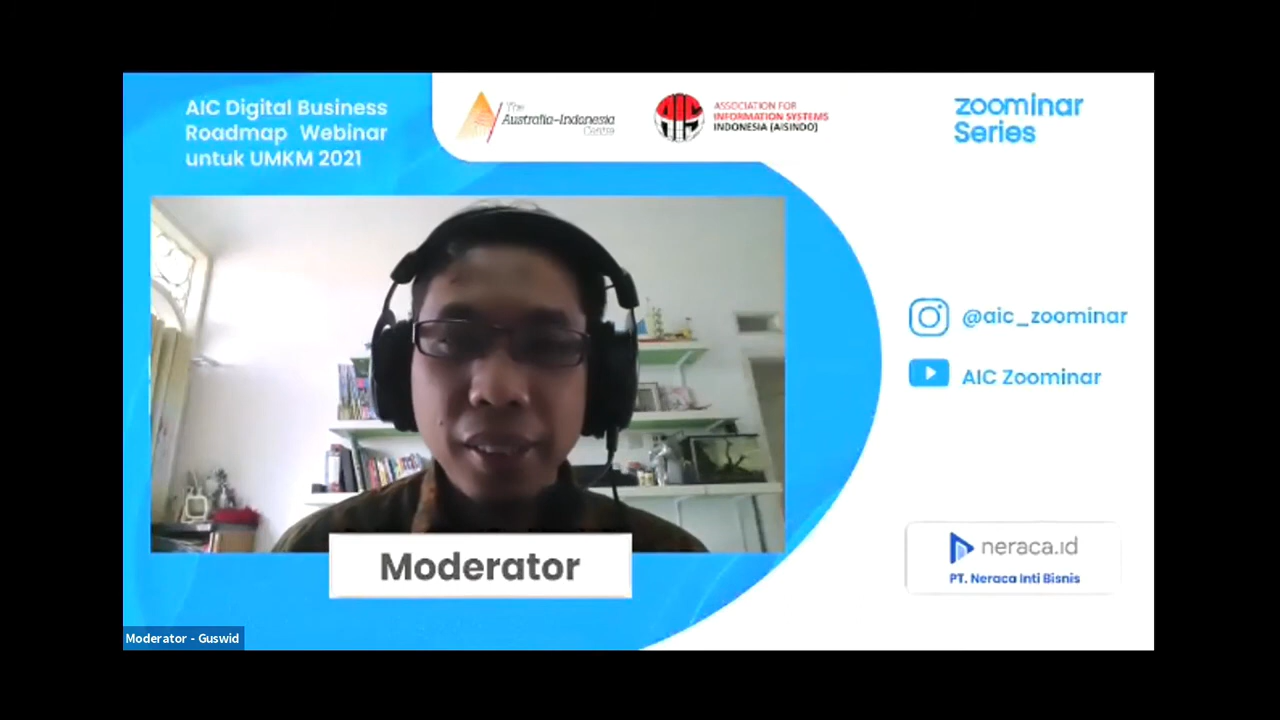 AIC Digital Business
Roadmap Webinar
untuk UMKM 2021
The
Australia-Indonesia
Centre
AIS
ASSOCIATION FOR
INFORMATION SYSTEMS
INDONESIA (AISINDO)
zoominar
Series
@aic_zoominar
AIC Zoominar
Moderator
neraca.id
PT. Neraca Inti Bisnis
Moderator - Guswid